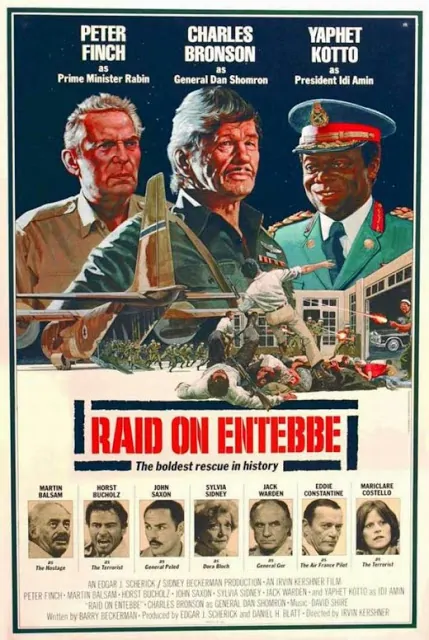 PETER CHARLES YAPHET
FINCH BRONSON KOTTO
as as as
Prime Minister Rabin General Dan Shomron President Idi Amin
RAID ON ENTEBBE
The boldest rescue in history
MARTIN HORST JOHN SYLVIA JACK EDDIE MARICLARE
BALSAM BUCHOLZ SAXON SIDNEY WARDEN CONSTANTINE COSTELLO
as as as as as as as
The Hostage The Terrorist General Peled Dora Bloch General Gur The Air France Pilot The Terrorist
AN EDGAR J. SCHERICK / SIDNEY BECKERMAN PRODUCTION · AN IRVIN KERSHNER FILM
PETER FINCH · MARTIN BALSAM · HORST BUCHOLZ · JOHN SAXON · SYLVIA SIDNEY · JACK WARDEN · and YAPHET KOTTO as IDI AMIN
"RAID ON ENTEBBE" · CHARLES BRONSON as GENERAL DAN SHOMRON · Music · DAVID SHIRE
Written by BARRY BECKERMAN · Produced by EDGAR J. SCHERICK and DANIEL H. BLATT · Directed by IRVIN KERSHNER